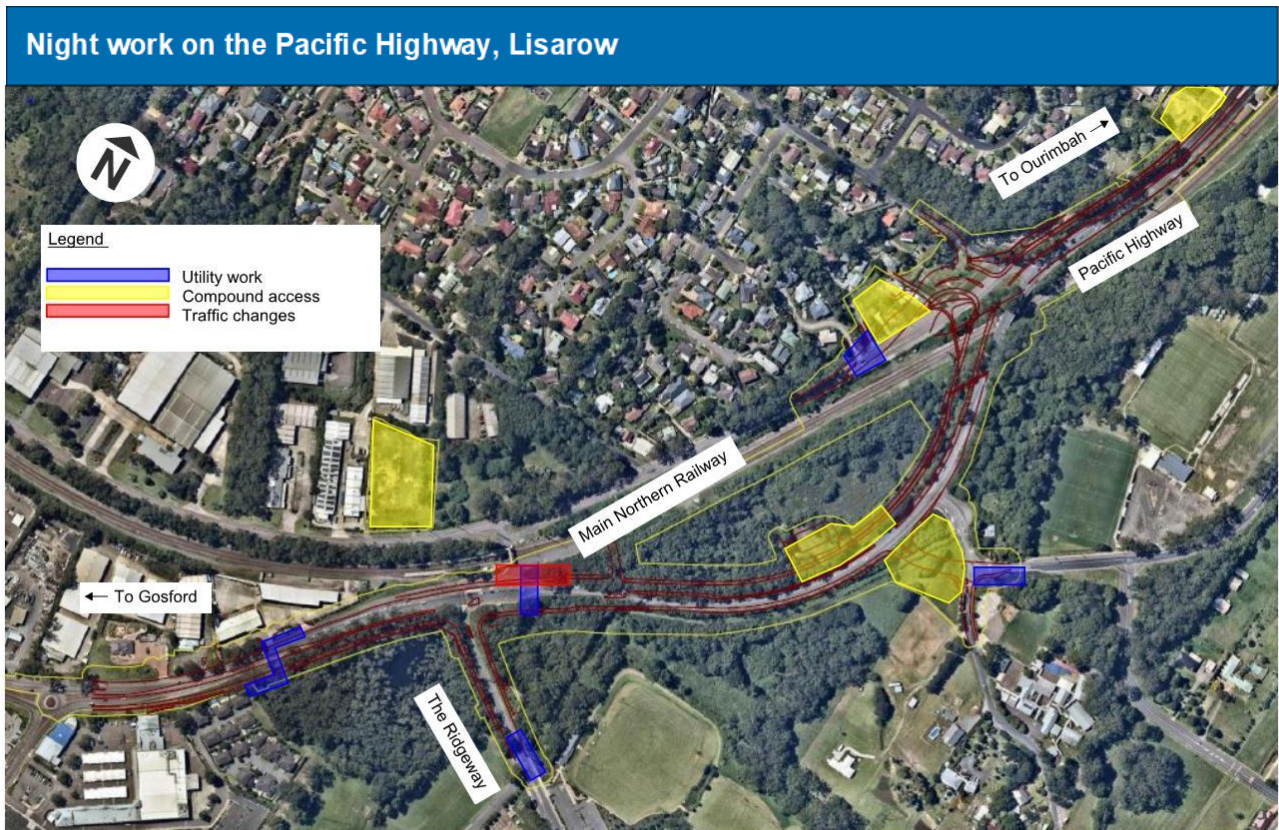 Night work on the Pacific Highway, Lisarow
N
To Ourimbah →
Pacific Highway
Legend
Utility work
Compound access
Traffic changes
Main Northern Railway
← To Gosford
The Ridgeway